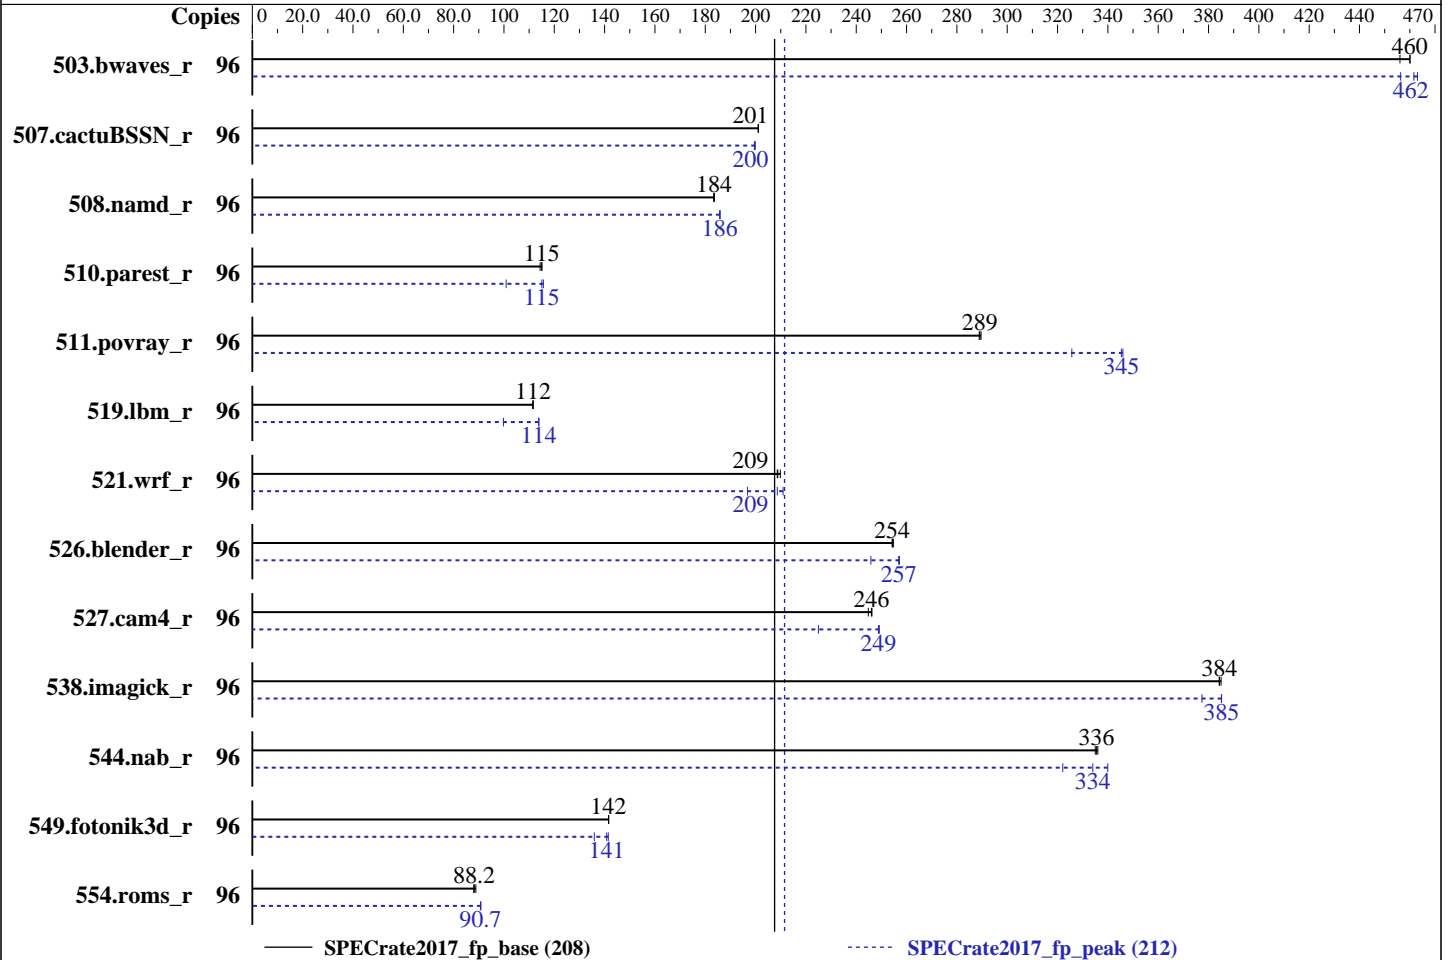 Copies 0 20.0 40.0 60.0 80.0 100 120 140 160 180 200 220 240 260 280 300 320 340 360 380 400 420 440 470
503.bwaves_r 96 460
462
507.cactuBSSN_r 96 201
200
508.namd_r 96 184
186
510.parest_r 96 115
115
511.povray_r 96 289
345
519.lbm_r 96 112
114
521.wrf_r 96 209
209
526.blender_r 96 254
257
527.cam4_r 96 246
249
538.imagick_r 96 384
385
544.nab_r 96 336
334
549.fotonik3d_r 96 142
141
554.roms_r 96 88.2
90.7
SPECrate2017_fp_base (208) SPECrate2017_fp_peak (212)